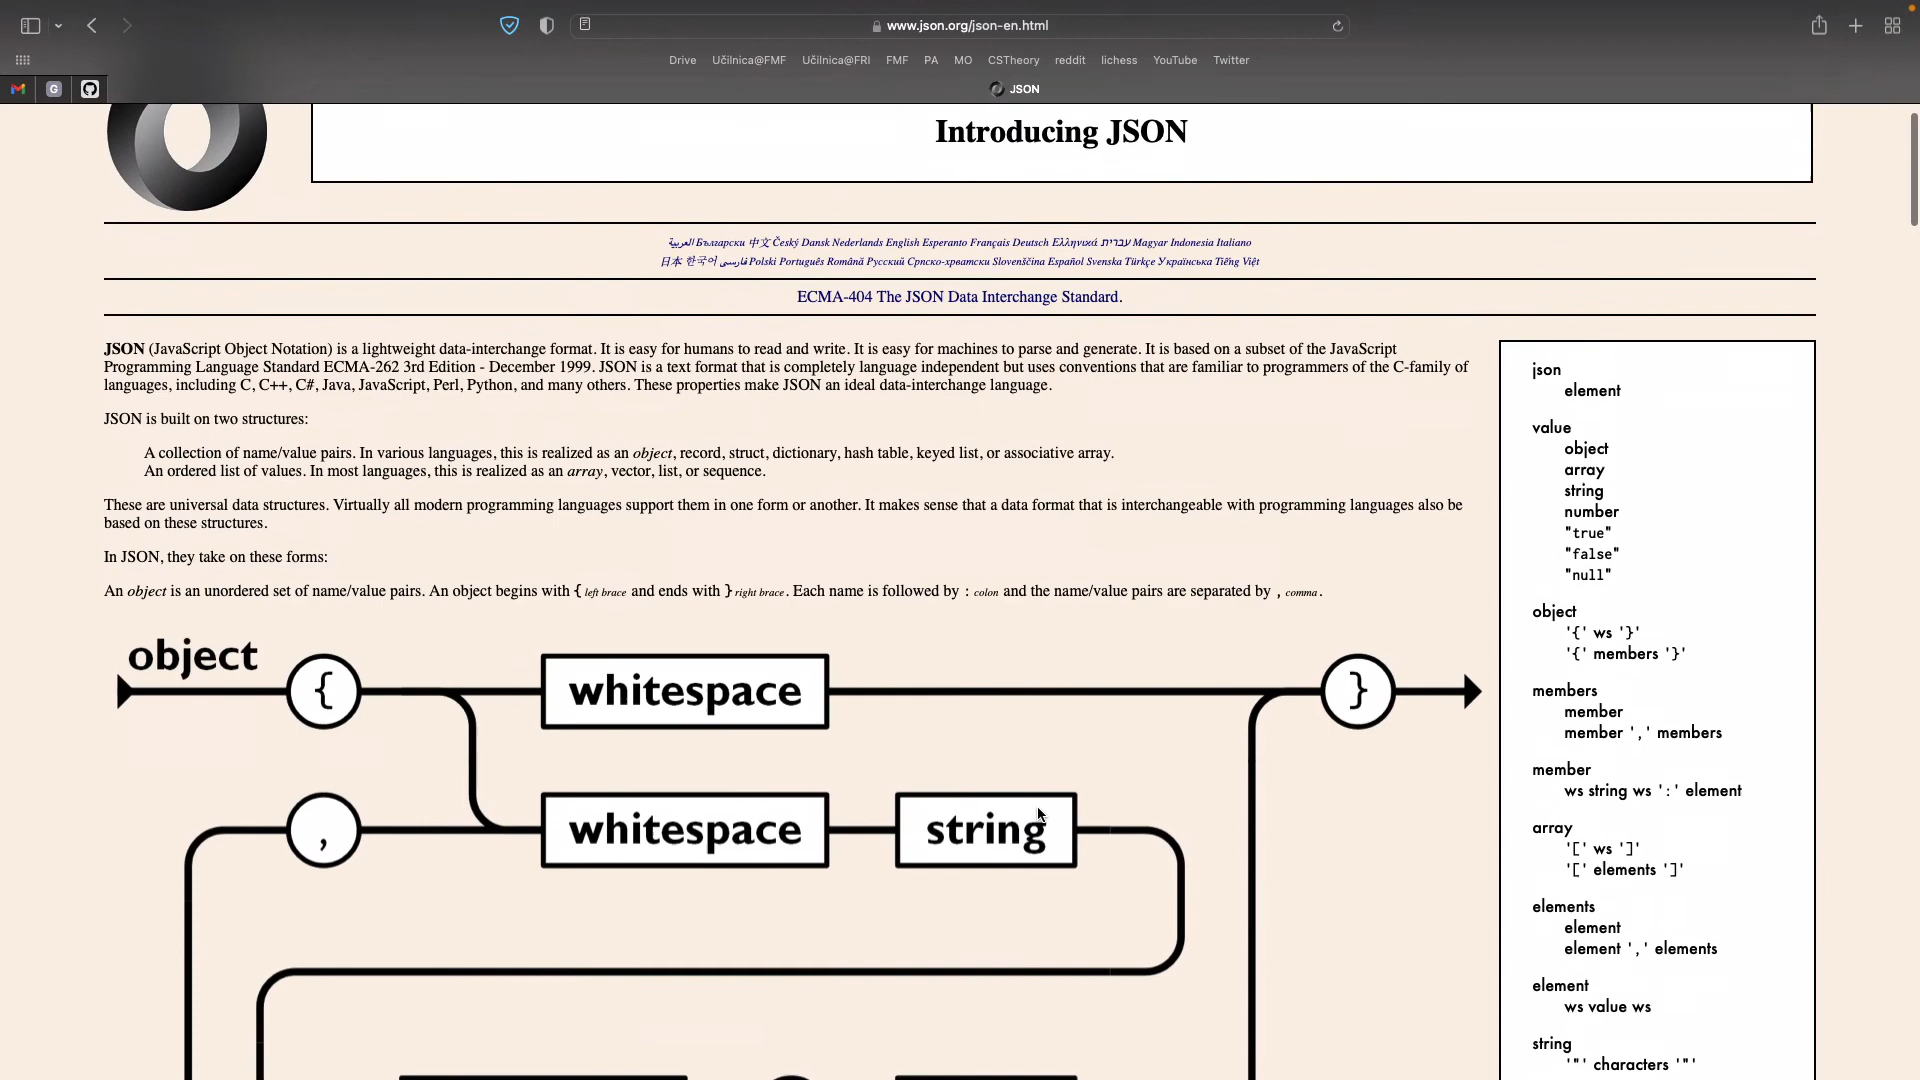 www.json.org/json-en.html
Drive Učilnica@FMF Učilnica@FRI FMF PA MO CSTheory reddit lichess YouTube Twitter
G
JSON
Introducing JSON
العربية Български 中文 Český Dansk Nederlands English Esperanto Français Deutsch Ελληνικά עברית Magyar Indonesia Italiano
日本 한국어 فارسی Polski Português Română Русский Српско-хрватски Slovenščina Español Svenska Türkçe Українська Tiếng Việt
ECMA-404 The JSON Data Interchange Standard.
JSON (JavaScript Object Notation) is a lightweight data-interchange format. It is easy for humans to read and write. It is easy for machines to parse and generate. It is based on a subset of the JavaScript
Programming Language Standard ECMA-262 3rd Edition - December 1999. JSON is a text format that is completely language independent but uses conventions that are familiar to programmers of the C-family of
languages, including C, C++, C#, Java, JavaScript, Perl, Python, and many others. These properties make JSON an ideal data-interchange language.
JSON is built on two structures:
A collection of name/value pairs. In various languages, this is realized as an object, record, struct, dictionary, hash table, keyed list, or associative array.
An ordered list of values. In most languages, this is realized as an array, vector, list, or sequence.
These are universal data structures. Virtually all modern programming languages support them in one form or another. It makes sense that a data format that is interchangeable with programming languages also be
based on these structures.
In JSON, they take on these forms:
An object is an unordered set of name/value pairs. An object begins with { left brace and ends with } right brace. Each name is followed by : colon and the name/value pairs are separated by , comma.
object
{ whitespace }
, whitespace string
json
element
value
object
array
string
number
"true"
"false"
"null"
object
'{' ws '}'
'{' members '}'
members
member
member ',' members
member
ws string ws ':' element
array
'[' ws ']'
'[' elements ']'
elements
element
element ',' elements
element
ws value ws
string
'"' characters '"'